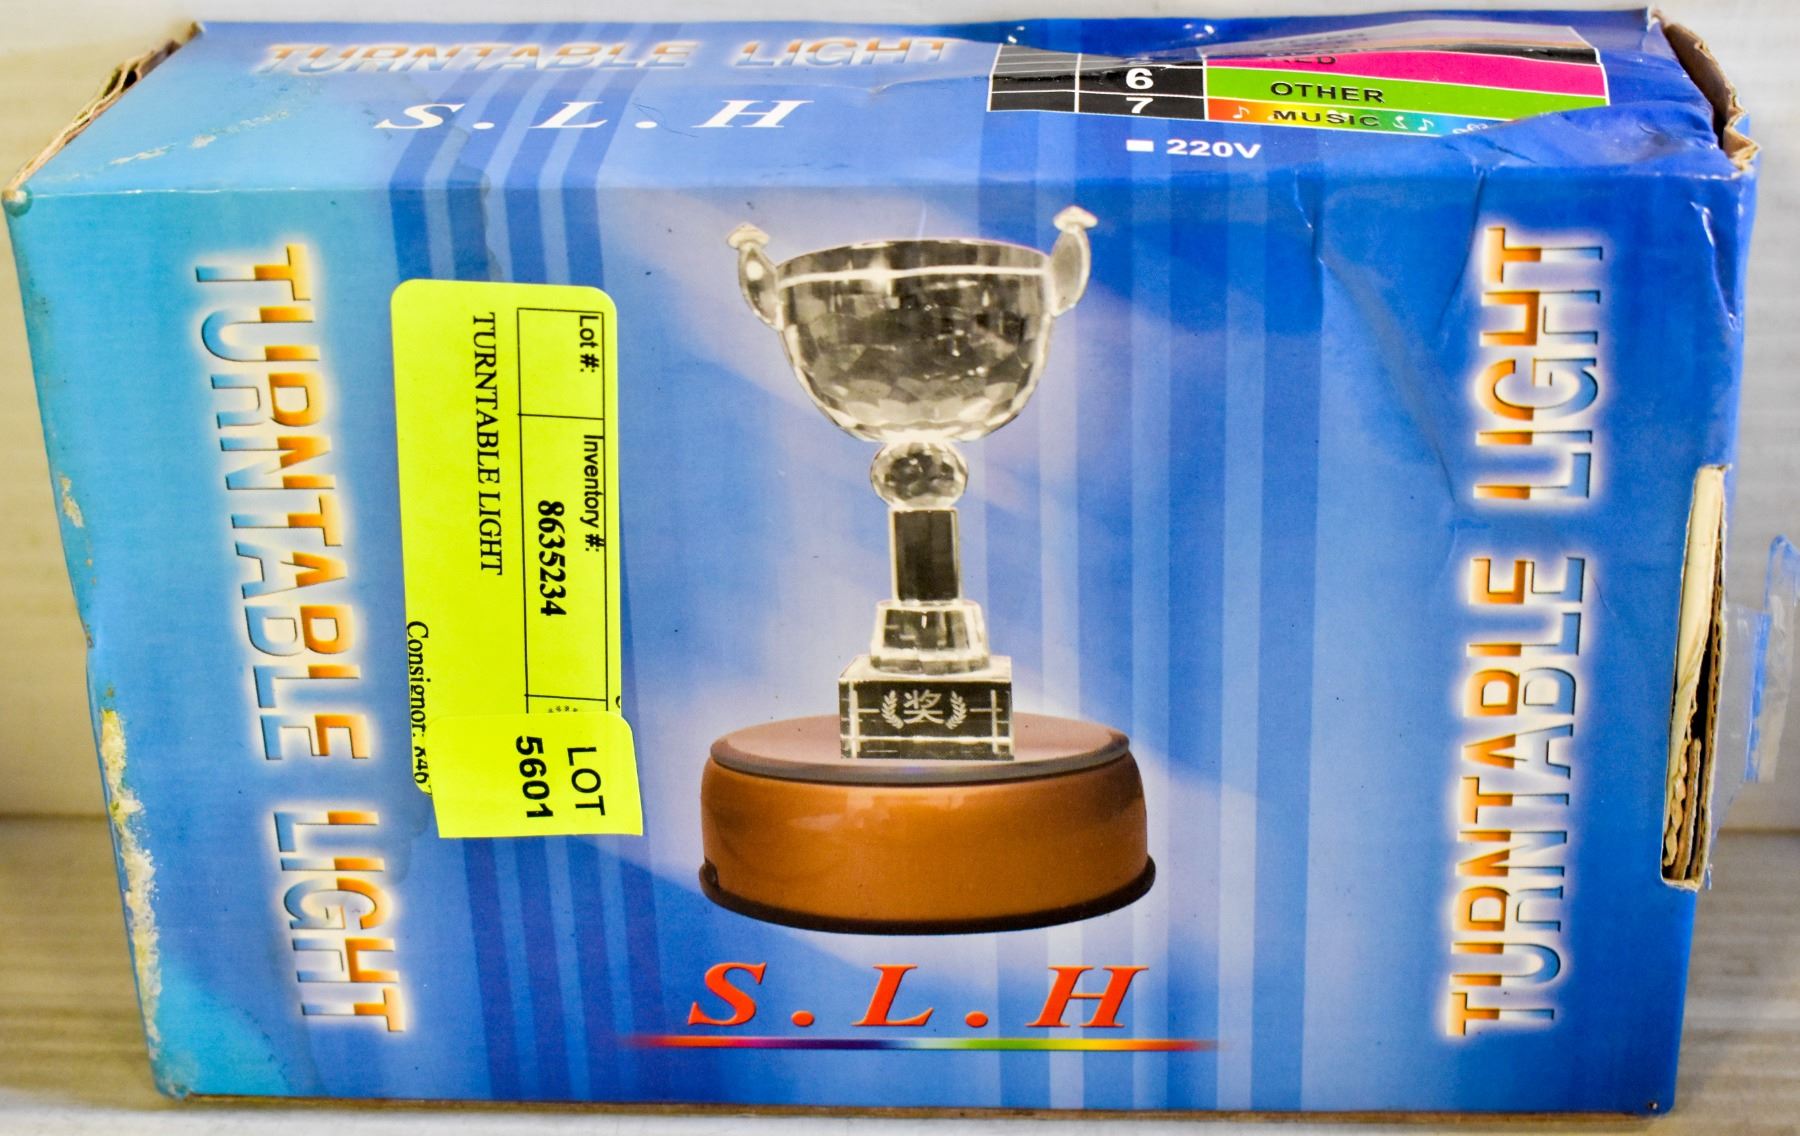 TURNTABLE LIGHT
S.L.H
6
OTHER
7
MUSIC
220V
TURNTABLE LIGHT
Lot #:
Inventory #:
8635234
TURNTABLE LIGHT
Consignor:
LOT
5601
奖
TURNTABLE LIGHT
S.L.H